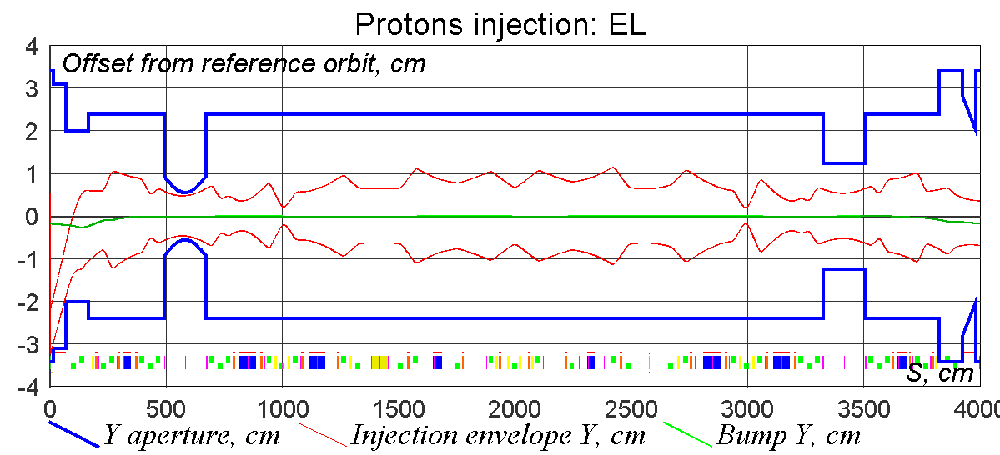 Protons injection: EL
Offset from reference orbit, cm
4
3
2
1
0
-1
-2
-3
-4
S, cm
0 500 1000 1500 2000 2500 3000 3500 4000
Y aperture, cm Injection envelope Y, cm Bump Y, cm